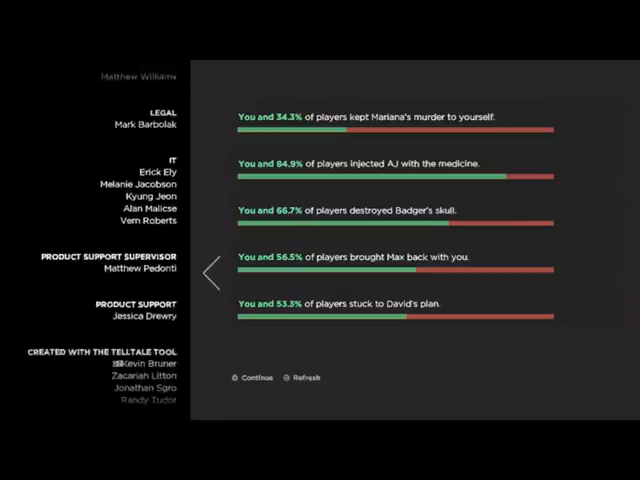 Matthew Williams
LEGAL
Mark Barbolak
IT
Erick Ely
Melanie Jacobson
Kyung Jeon
Alan Malicse
Vern Roberts
PRODUCT SUPPORT SUPERVISOR
Matthew Pedonti
PRODUCT SUPPORT
Jessica Drewry
CREATED WITH THE TELLTALE TOOL
Kevin Bruner
Zacariah Litton
Jonathan Sgro
Randy Tudor
You and 34.3% of players kept Mariana's murder to yourself.
You and 84.9% of players injected AJ with the medicine.
You and 66.7% of players destroyed Badger's skull.
You and 56.5% of players brought Max back with you.
You and 53.3% of players stuck to David's plan.
Continue Refresh